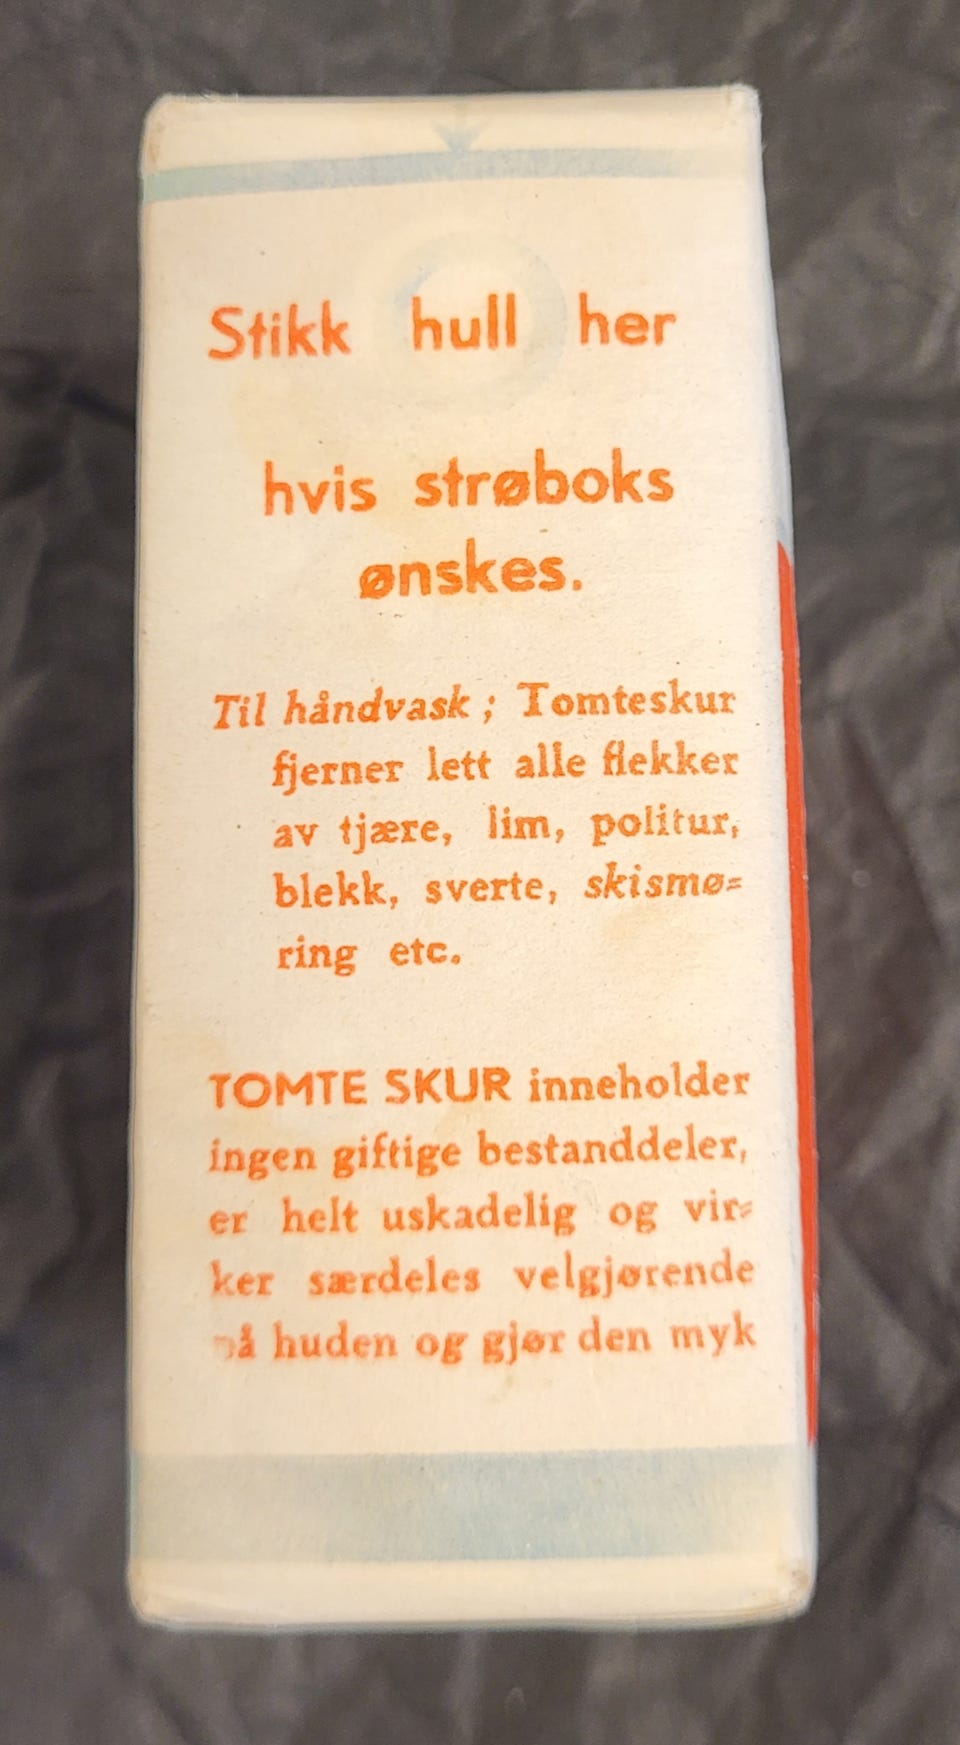 Stikk hull her
hvis strøboks
ønskes.
Til håndvask; Tomteskur
fjerner lett alle flekker
av tjære, lim, politur,
blekk, sverte, skismø=
ring etc.
TOMTE SKUR inneholder
ingen giftige bestanddeler,
er helt uskadelig og vir=
ker særdeles velgjørende
på huden og gjør den myk